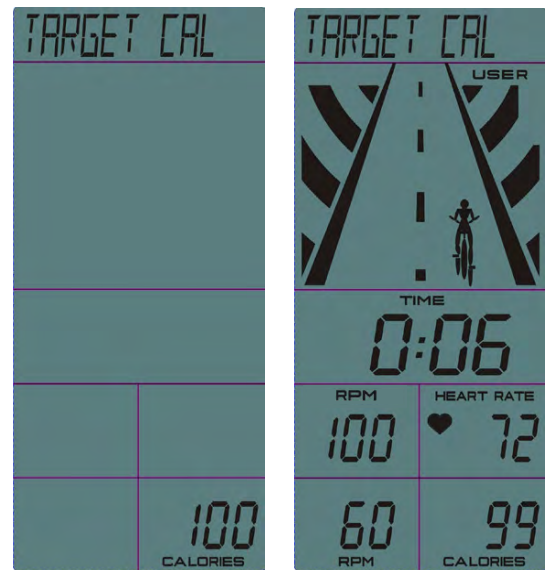 TARGET CAL
100
CALORIES
TARGET CAL
USER
TIME
0:06
RPM HEART RATE
100 72
60 99
RPM CALORIES